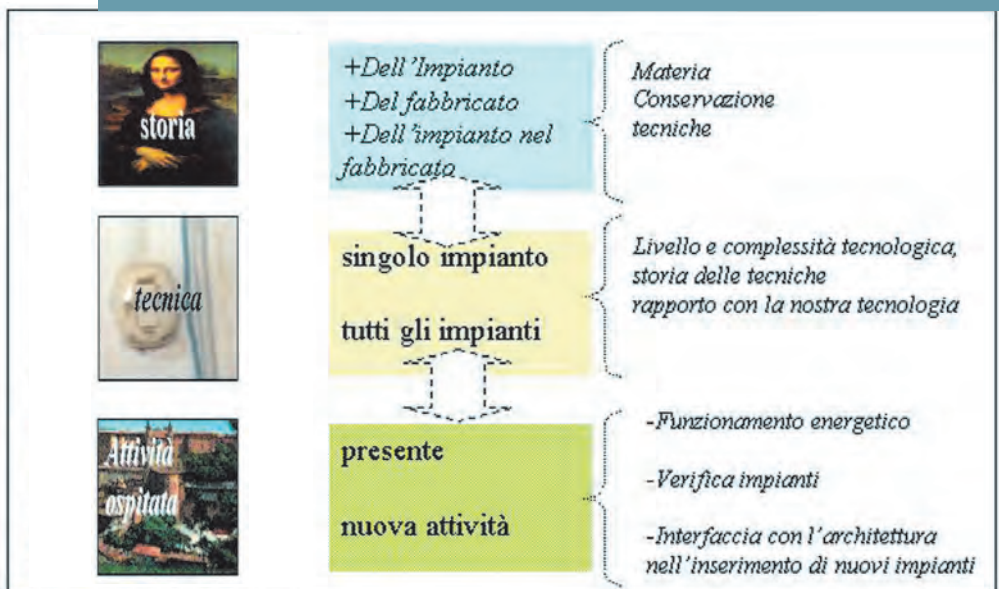 storia
+Dell'Impianto
+Del fabbricato
+Dell'impianto nel
fabbricato
Materia
Conservazione
tecniche
tecnica
singolo impianto
tutti gli impianti
Livello e complessità tecnologica,
storia delle tecniche
rapporto con la nostra tecnologia
Attività
ospitata
presente
nuova attività
-Funzionamento energetico
-Verifica impianti
-Interfaccia con l'architettura
nell'inserimento di nuovi impianti